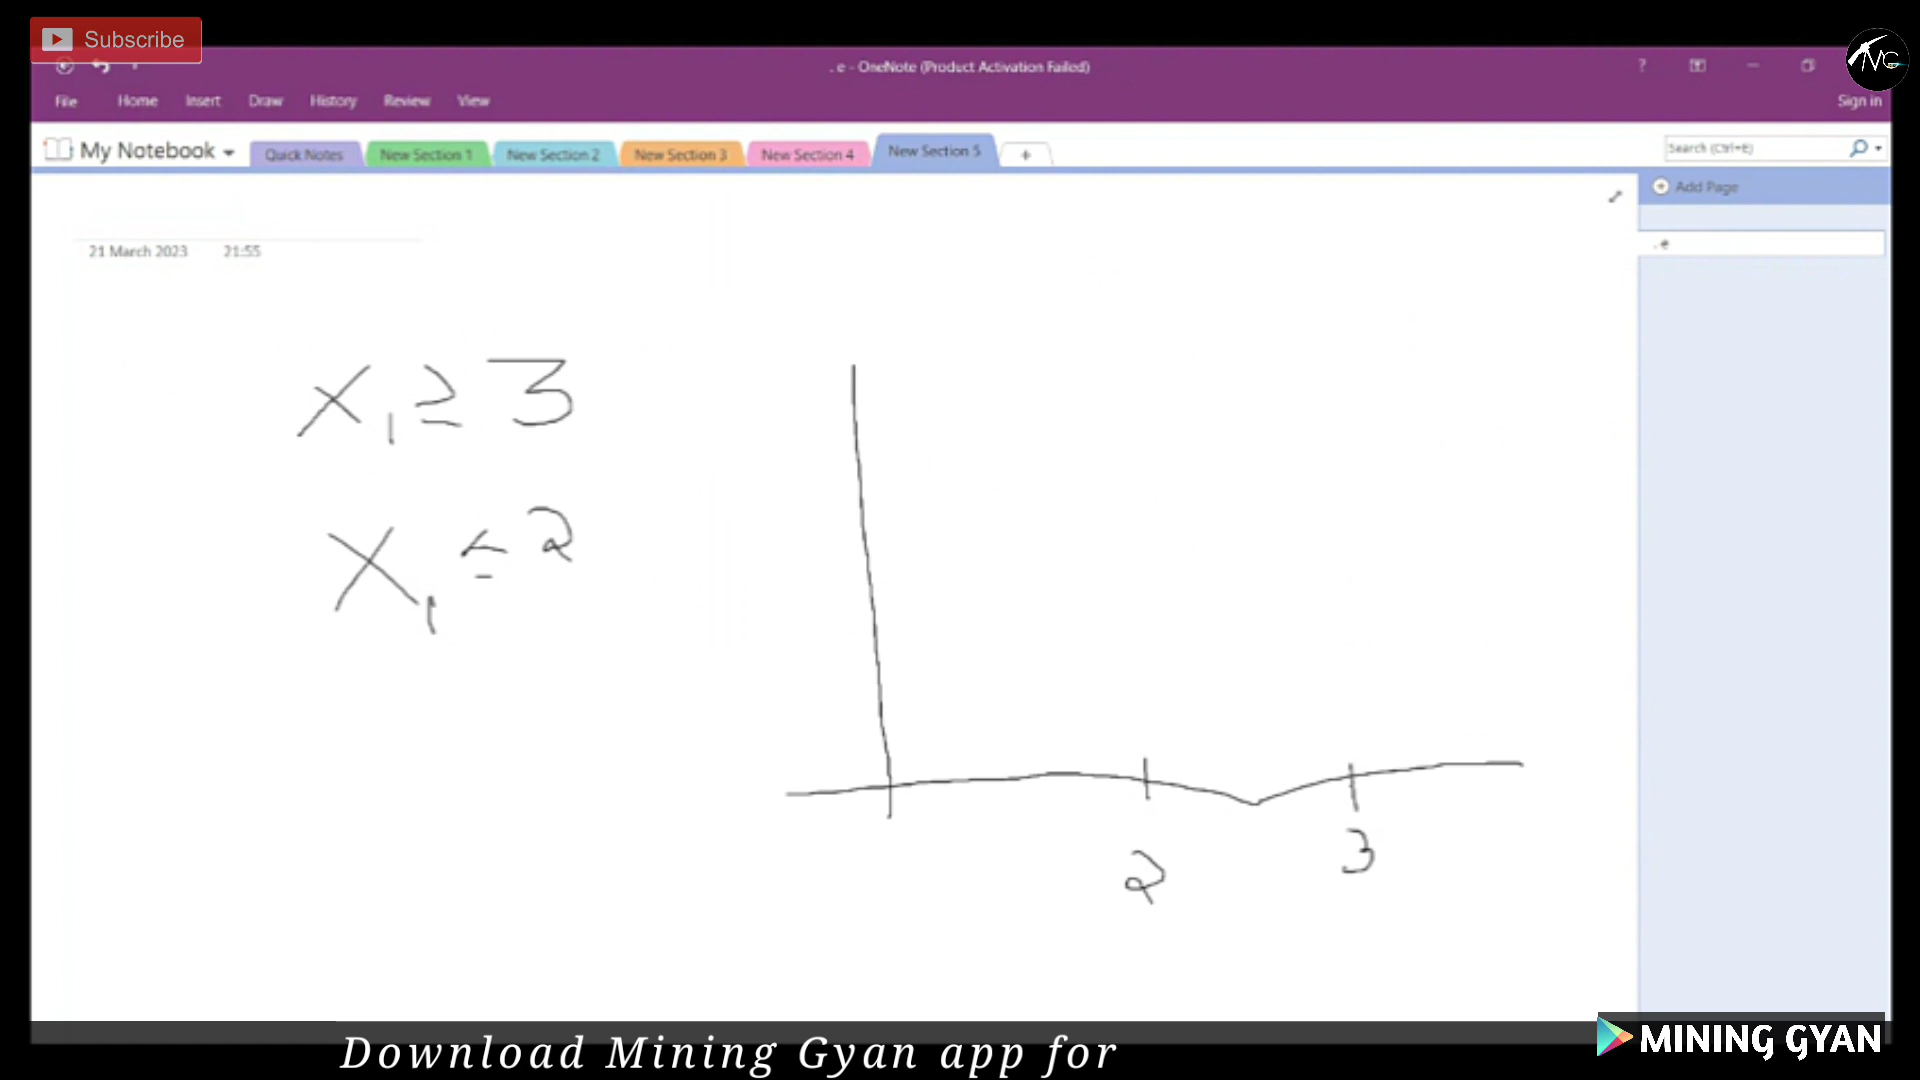 Subscribe
. e - OneNote (Product Activation Failed)
?
File Home Insert Draw History Review View
Sign in
My Notebook Quick Notes New Section 1 New Section 2 New Section 3 New Section 4 New Section 5 +
Search (Ctrl+E)
Add Page
. e
21 March 2023 21:55
X₁ ≥ 3
X₁ ≤ 2
2 3
Download Mining Gyan app for
MINING GYAN
MG